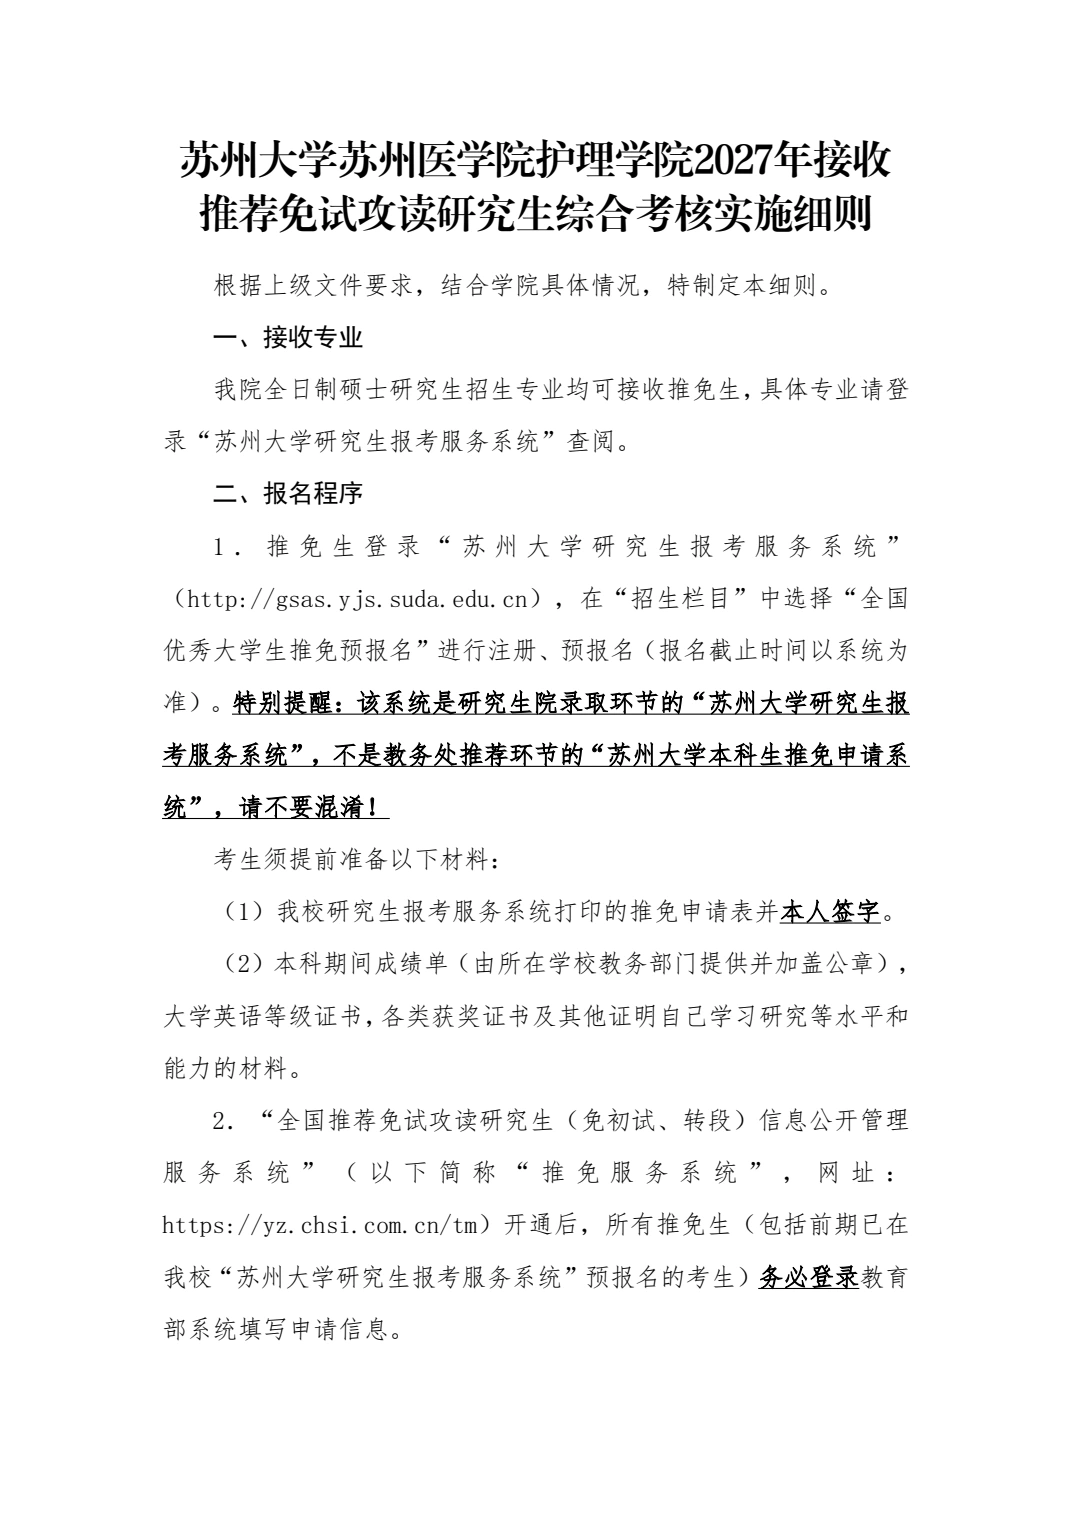 苏州大学苏州医学院护理学院2027年接收
推荐免试攻读研究生综合考核实施细则
根据上级文件要求，结合学院具体情况，特制定本细则。
一、接收专业
我院全日制硕士研究生招生专业均可接收推免生，具体专业请登
录“苏州大学研究生报考服务系统”查阅。
二、报名程序
1．推免生登录“苏州大学研究生报考服务系统”
（http://gsas.yjs.suda.edu.cn），在“招生栏目”中选择“全国
优秀大学生推免预报名”进行注册、预报名（报名截止时间以系统为
准）。特别提醒：该系统是研究生院录取环节的“苏州大学研究生报
考服务系统”，不是教务处推荐环节的“苏州大学本科生推免申请系
统”，请不要混淆！
考生须提前准备以下材料：
（1）我校研究生报考服务系统打印的推免申请表并本人签字。
（2）本科期间成绩单（由所在学校教务部门提供并加盖公章），
大学英语等级证书，各类获奖证书及其他证明自己学习研究等水平和
能力的材料。
2．“全国推荐免试攻读研究生（免初试、转段）信息公开管理
服务系统”（以下简称“推免服务系统”，网址：
https://yz.chsi.com.cn/tm）开通后，所有推免生（包括前期已在
我校“苏州大学研究生报考服务系统”预报名的考生）务必登录教育
部系统填写申请信息。